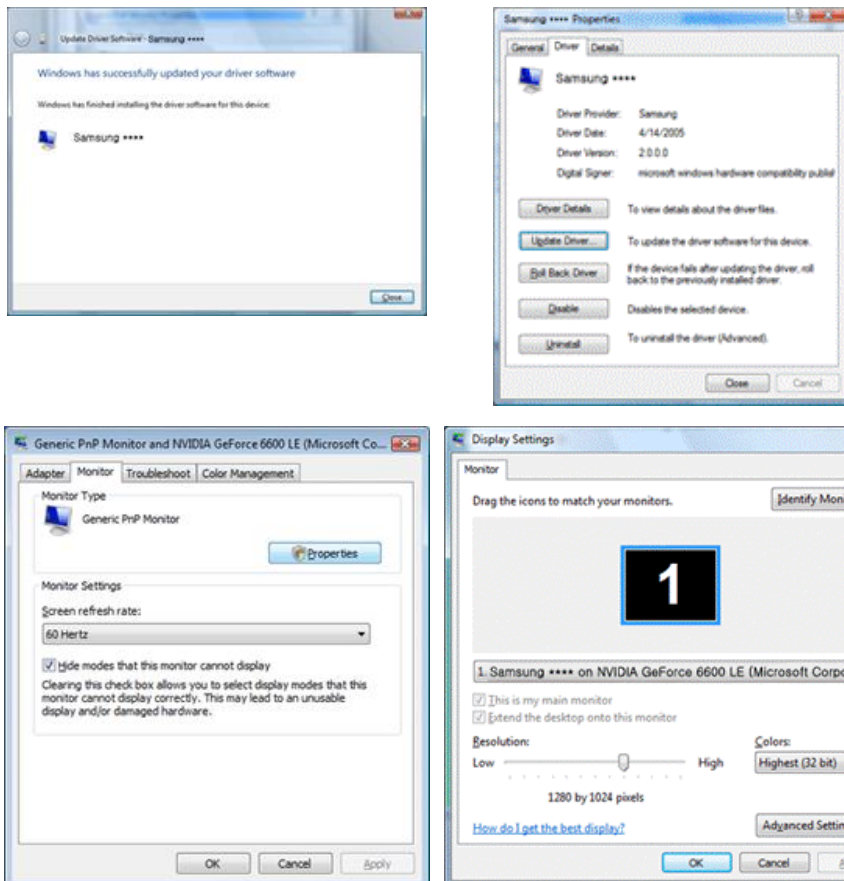 Update Driver Software - Samsung ****
Windows has successfully updated your driver software
Windows has finished installing the driver software for this device:
Samsung ****
Close
Samsung **** Properties
General Driver Details
Samsung ****
Driver Provider: Samsung
Driver Date: 4/14/2005
Driver Version: 2.0.0.0
Digital Signer: microsoft windows hardware compatibility publis
Driver Details To view details about the driver files.
Update Driver... To update the driver software for this device.
Roll Back Driver If the device fails after updating the driver, roll
back to the previously installed driver.
Disable Disables the selected device.
Uninstall To uninstall the driver (Advanced).
Close Cancel
Generic PnP Monitor and NVIDIA GeForce 6600 LE (Microsoft Co...
Adapter Monitor Troubleshoot Color Management
Monitor Type
Generic PnP Monitor
Properties
Monitor Settings
Screen refresh rate:
60 Hertz
Hide modes that this monitor cannot display
Clearing this check box allows you to select display modes that this
monitor cannot display correctly. This may lead to an unusable
display and/or damaged hardware.
OK Cancel Apply
Display Settings
Monitor
Drag the icons to match your monitors.
Identify Mon
1
1. Samsung **** on NVIDIA GeForce 6600 LE (Microsoft Corpo
This is my main monitor
Extend the desktop onto this monitor
Resolution: Colors:
Low High Highest (32 bit)
1280 by 1024 pixels
How do I get the best display? Advanced Settin
OK Cancel